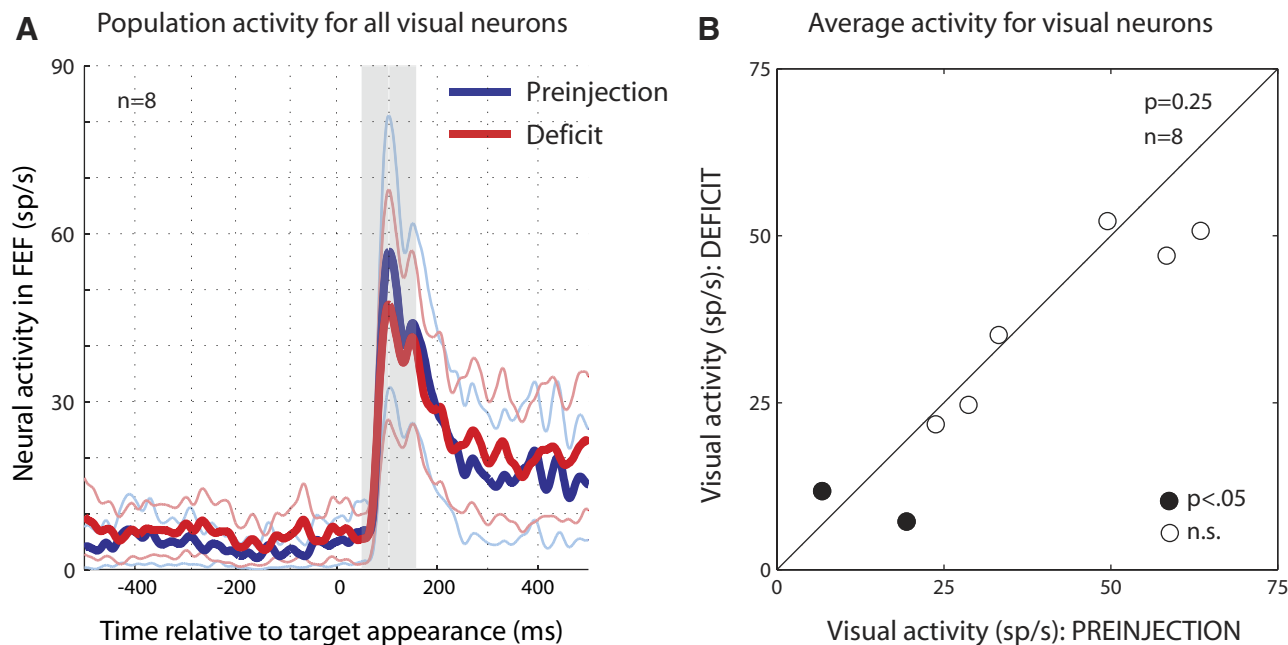 A Population activity for all visual neurons
90
n=8
Preinjection
Deficit
60
30
0
Neural activity in FEF (sp/s)
-400 -200 0 200 400
Time relative to target appearance (ms)
B Average activity for visual neurons
75
p=0.25
n=8
50
25
0
Visual activity (sp/s): DEFICIT
p<.05
n.s.
0 25 50 75
Visual activity (sp/s): PREINJECTION